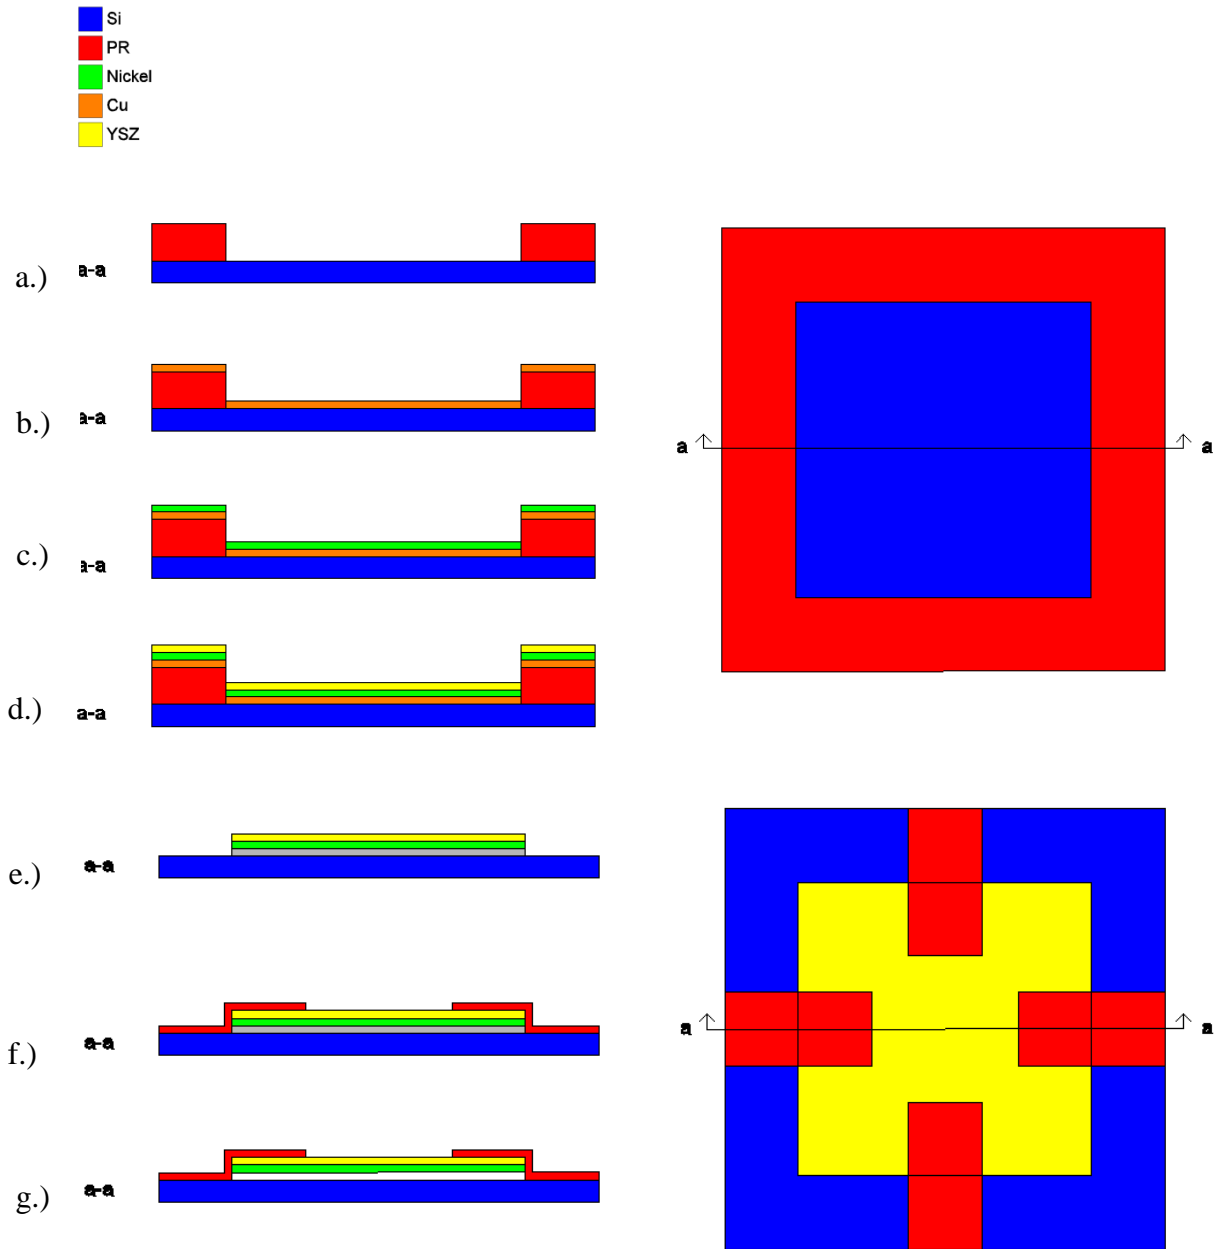 Si
PR
Nickel
Cu
YSZ
a.) a-a
b.) a-a
a a
c.) a-a
d.) a-a
e.) a-a
a a
f.) a-a
g.) a-a